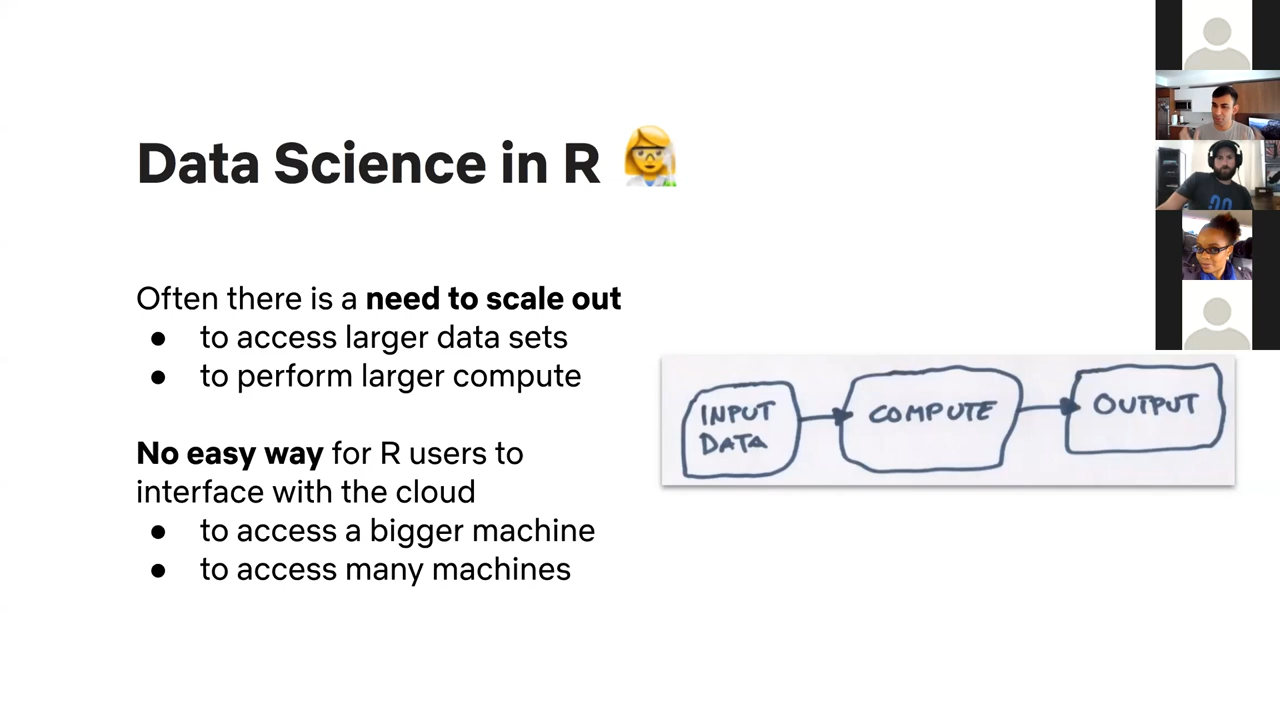 Data Science in R
Often there is a need to scale out
● to access larger data sets
● to perform larger compute
No easy way for R users to
interface with the cloud
● to access a bigger machine
● to access many machines
INPUT
DATA
COMPUTE
OUTPUT